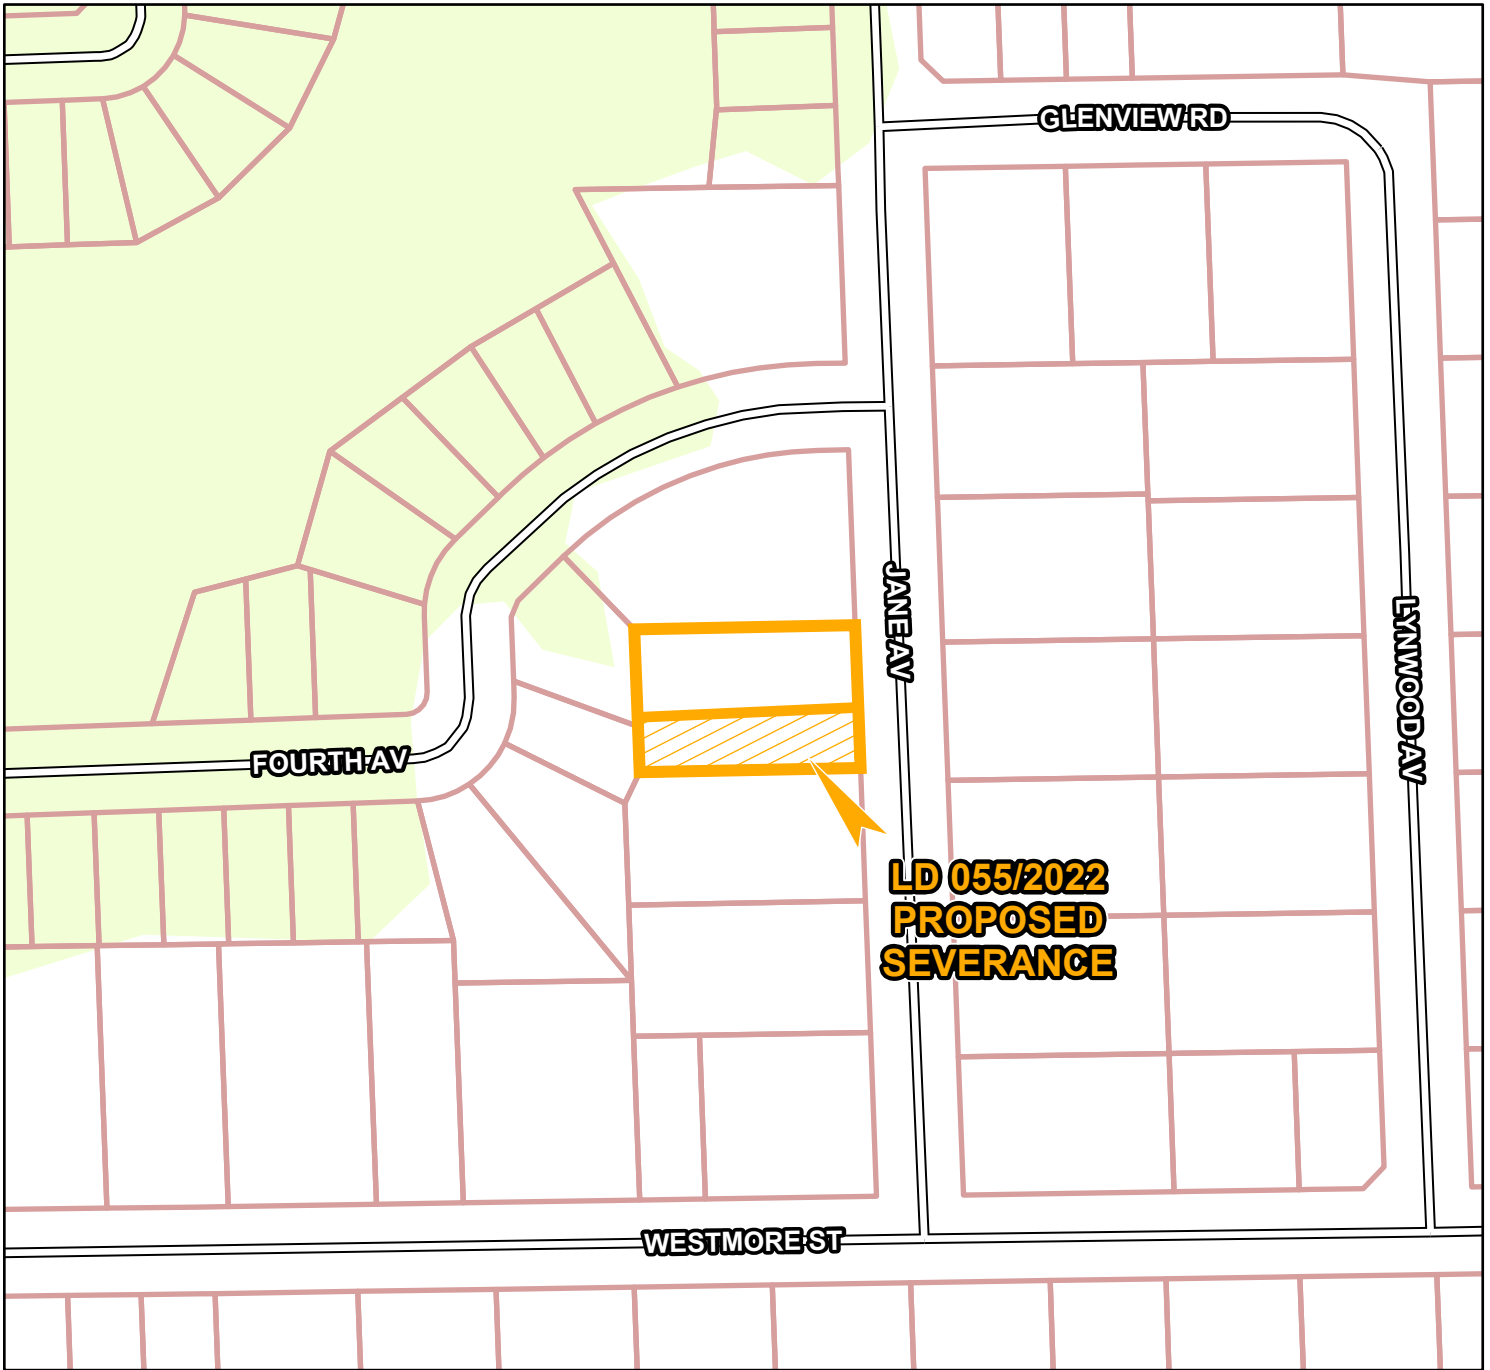 GLENVIEW RD
JANE AV
LYNWOOD AV
FOURTH AV
LD 055/2022
PROPOSED
SEVERANCE
WESTMORE ST